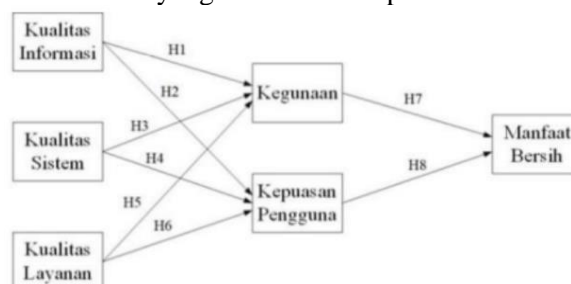 Kualitas
Informasi
H1
H2
Kegunaan
H7
Kualitas
Sistem
H3
H4
Manfaat
Bersih
H8
H5
Kepuasan
Pengguna
H6
Kualitas
Layanan